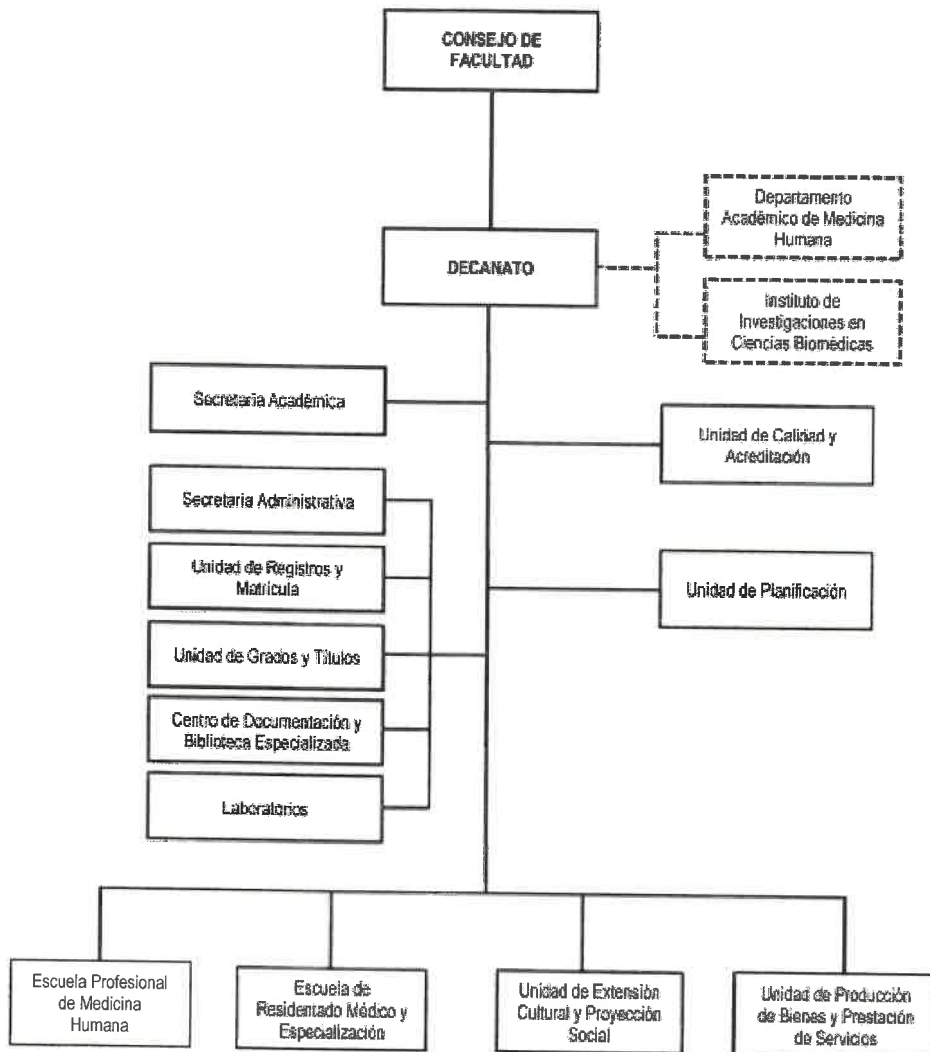 CONSEJO DE
FACULTAD
Departamento
Académico de Medicina
Humana
DECANATO
Instituto de
Investigaciones en
Ciencias Biomédicas
Secretaria Académica
Unidad de Calidad y
Acreditación
Secretaria Administrativa
Unidad de Registros y
Matrícula
Unidad de Planificación
Unidad de Grados y Títulos
Centro de Documentación y
Biblioteca Especializada
Laboratorios
Escuela Profesional
de Medicina
Humana
Escuela de
Residentado Médico y
Especialización
Unidad de Extensión
Cultural y Proyección
Social
Unidad de Producción
de Bienes y Prestación
de Servicios